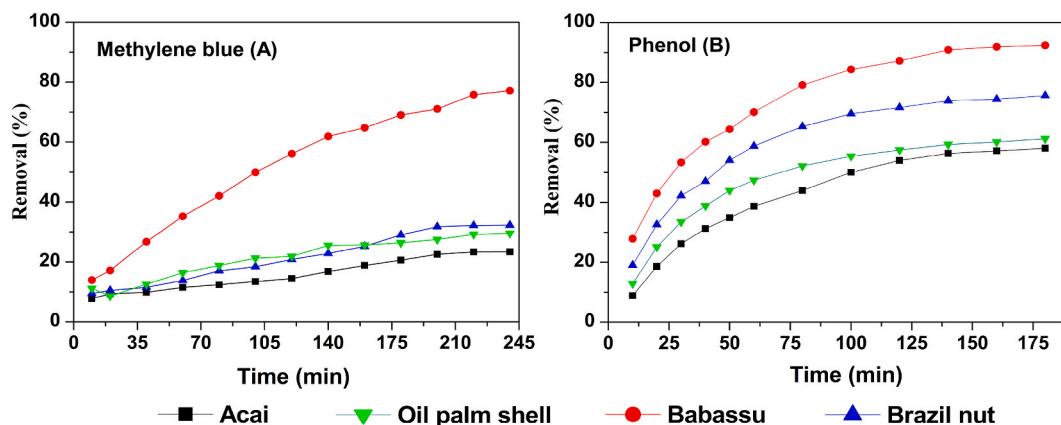 Methylene blue (A)
Removal (%)
100
80
60
40
20
0
0 35 70 105 140 175 210 245
Time (min)
Phenol (B)
Removal (%)
100
80
60
40
20
0
0 25 50 75 100 125 150 175
Time (min)
Acai Oil palm shell Babassu Brazil nut